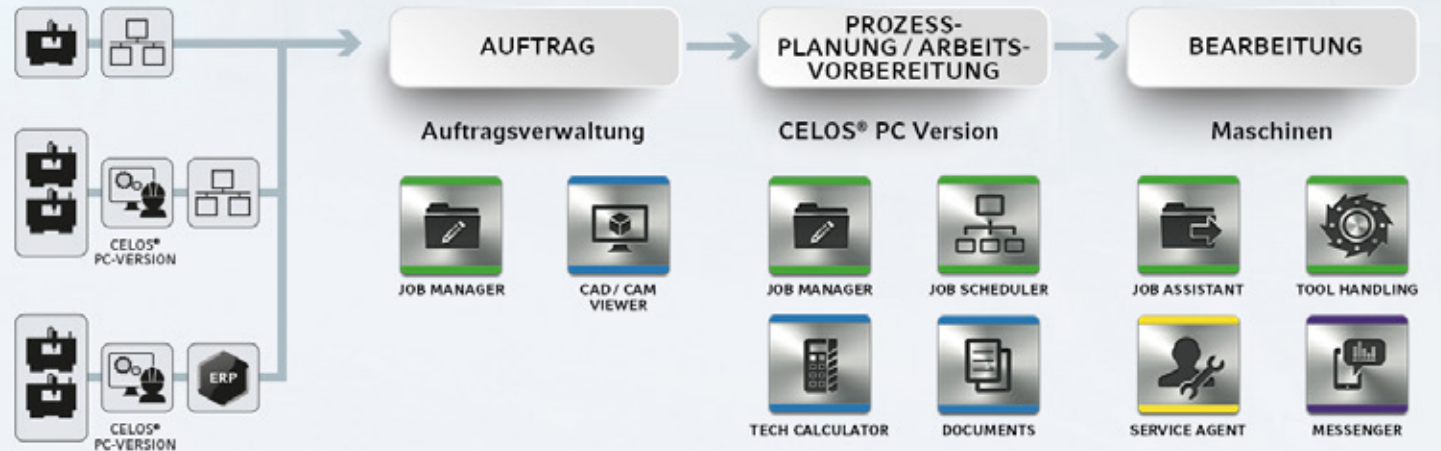 AUFTRAG
PROZESS-
PLANUNG / ARBEITS-
VORBEREITUNG
BEARBEITUNG
Auftragsverwaltung
CELOS® PC Version
Maschinen
CELOS®
PC-VERSION
JOB MANAGER
CAD / CAM
VIEWER
JOB MANAGER
JOB SCHEDULER
JOB ASSISTANT
TOOL HANDLING
ERP
CELOS®
PC-VERSION
TECH CALCULATOR
DOCUMENTS
SERVICE AGENT
MESSENGER